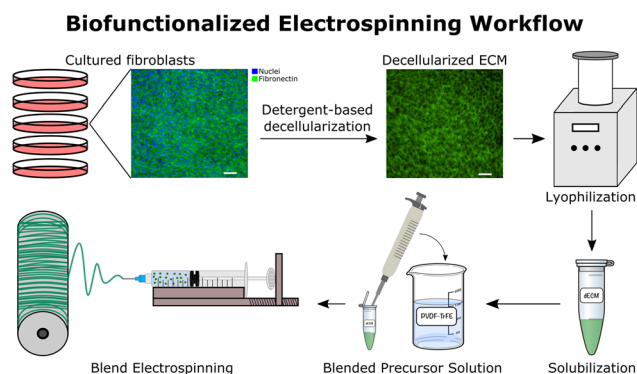 Biofunctionalized Electrospinning Workflow
Cultured fibroblasts
Nuclei
Fibronectin
Decellularized ECM
Detergent-based
decellularization
Lyophilization
dECM
PVDF-TrFE
Blend Electrospinning
Blended Precursor Solution
Solubilization